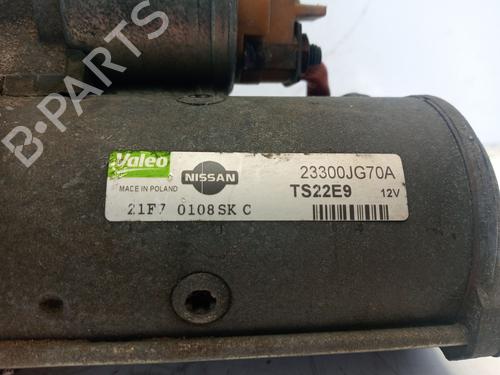 B-PARTS
Valeo
NISSAN
23300JG70A
MADE IN POLAND
TS22E9
12V
21F7 0108SK C